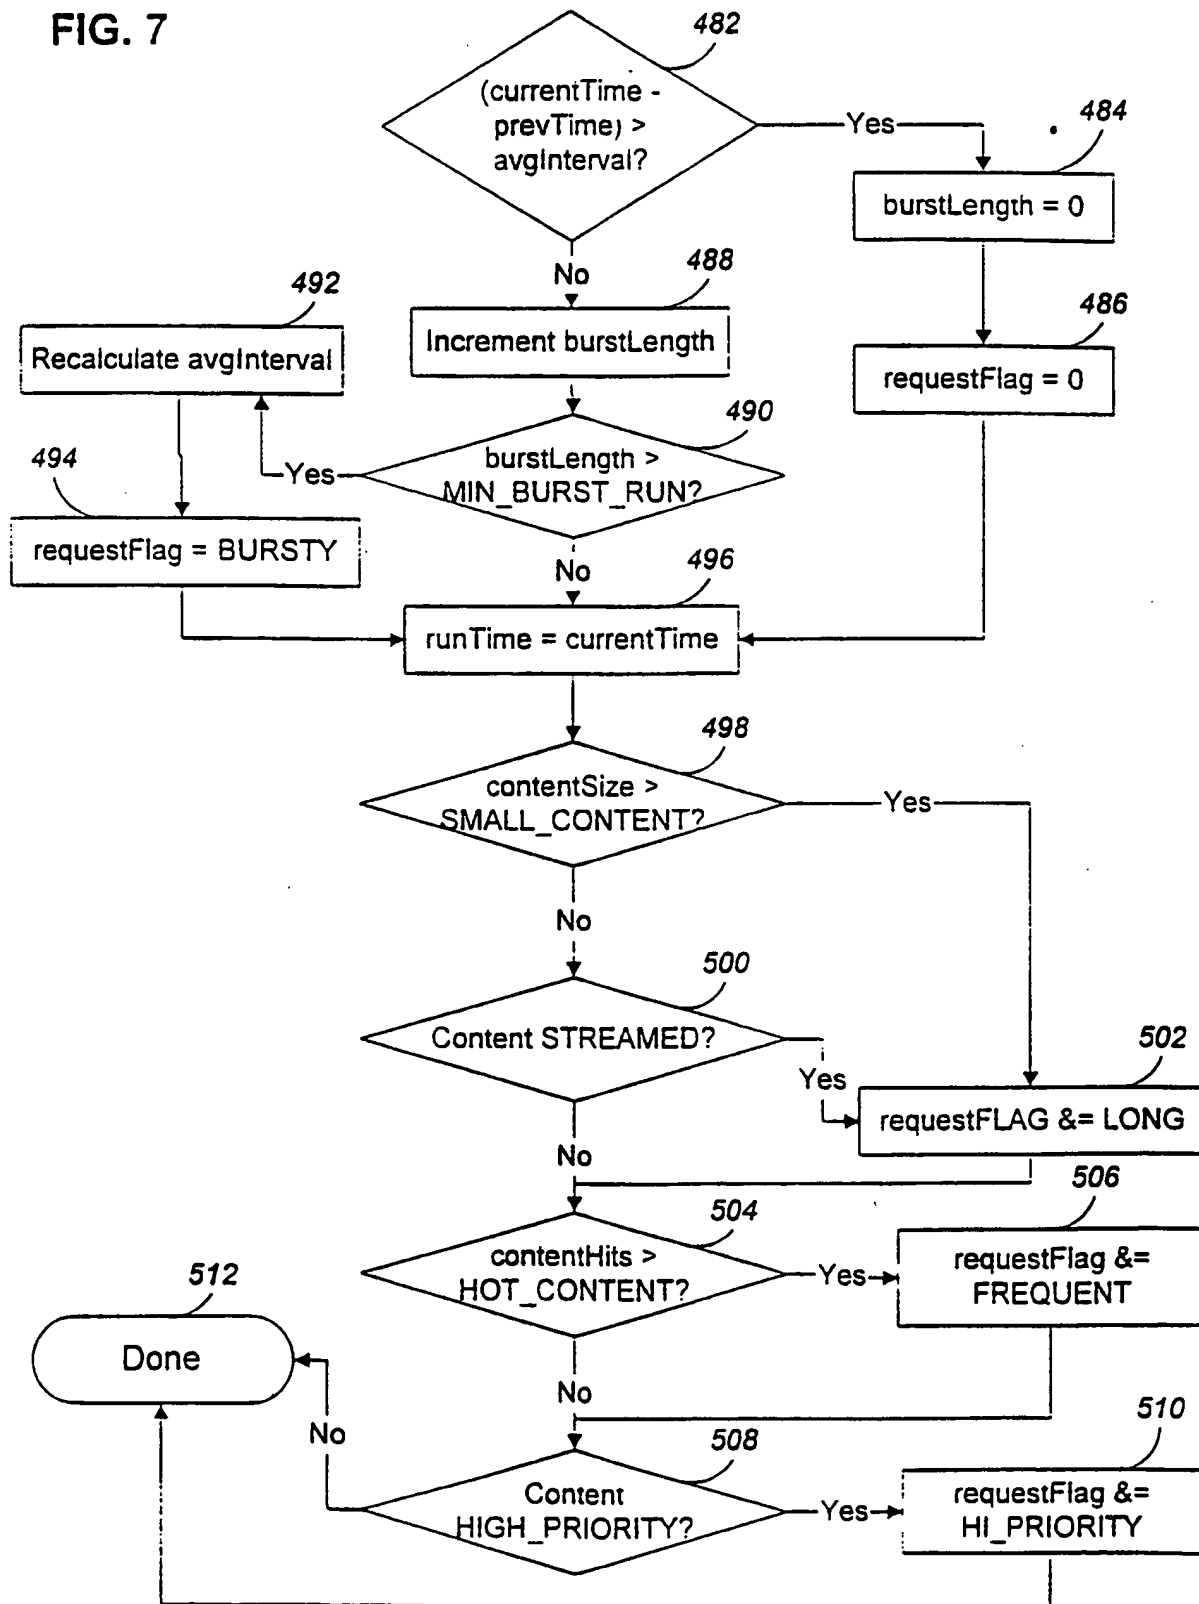 FIG. 7
482
(currentTime -
prevTime) >
avgInterval?
Yes
484
burstLength = 0
No
488
492
486
Recalculate avgInterval
Increment burstLength
requestFlag = 0
490
494
Yes
burstLength >
MIN_BURST_RUN?
requestFlag = BURSTY
No
496
runTime = currentTime
498
contentSize >
SMALL_CONTENT?
Yes
No
500
Content STREAMED?
Yes
502
requestFLAG &= LONG
No
506
504
contentHits >
HOT_CONTENT?
Yes
requestFlag &=
FREQUENT
512
Done
No
No
508
510
Content
HIGH_PRIORITY?
Yes
requestFlag &=
HI_PRIORITY